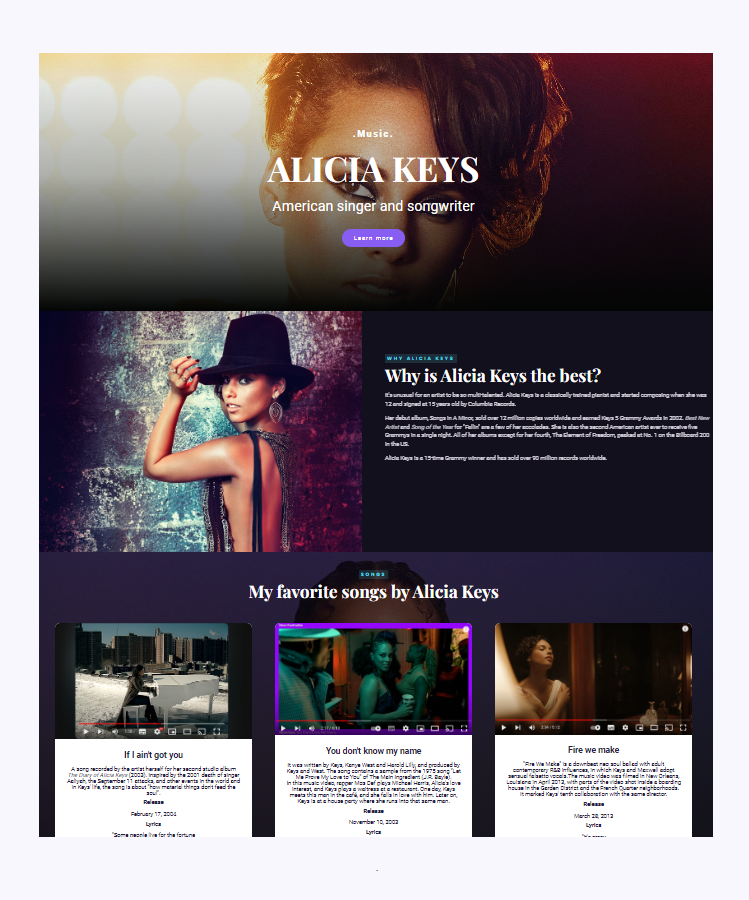 .Music.
ALICIA KEYS
American singer and songwriter
Learn more
WHY ALICIA KEYS
Why is Alicia Keys the best?
It's unusual for an artist to be so multitalented. Alicia Keys is a classically trained pianist and started composing when she was
12 and signed at 15 years old by Columbia Records.
Her debut album, Songs in A Minor, sold over 12 million copies worldwide and earned Keys 5 Grammy Awards in 2002. Best New
Artist and Song of the Year for "Fallin" are a few of her accolades. She is also the second American artist ever to receive five
Grammys in a single night. All of her albums except for her fourth, The Element of Freedom, peaked at No. 1 on the Billboard 200
in the US.
Alicia Keys is a 15-time Grammy winner and has sold over 90 million records worldwide.
SONGS
My favorite songs by Alicia Keys
If I ain't got you
A song recorded by the artist herself for her second studio album
The Diary of Alicia Keys (2003). Inspired by the 2001 death of singer
Aaliyah, the September 11 attacks, and other events in the world and
in Keys' life, the song is about "how material things don't feed the
soul".
Release
February 17, 2004
Lyrics
"Some people live for the fortune
You don't know my name
It was written by Keys, Kanye West and Harold Lilly, and produced by
Keys and West. The song contains a sample from the 1975 song "Let
Me Prove My Love to You" of The Main Ingredient (J.R. Bayle).
In this music video, rapper Mos Def plays Michael Harris, Alicia's love
interest, and Keys plays a waitress at a restaurant. One day, Keys
meets this man in the café, and she falls in love with him. Later on,
Keys is at a house party where she runs into that same man.
Release
November 10, 2003
Lyrics
Fire we make
"Fire We Make" is a downbeat neo soul ballad with adult
contemporary R&B influences, in which Keys and Maxwell adopt
sensual falsetto vocals. The music video was filmed in New Orleans,
Louisiana in April 2013, with parts of the video shot inside a boarding
house in the Garden District and the French Quarter neighborhoods.
It marked Keys' tenth collaboration with the same director.
Release
March 28, 2013
Lyrics